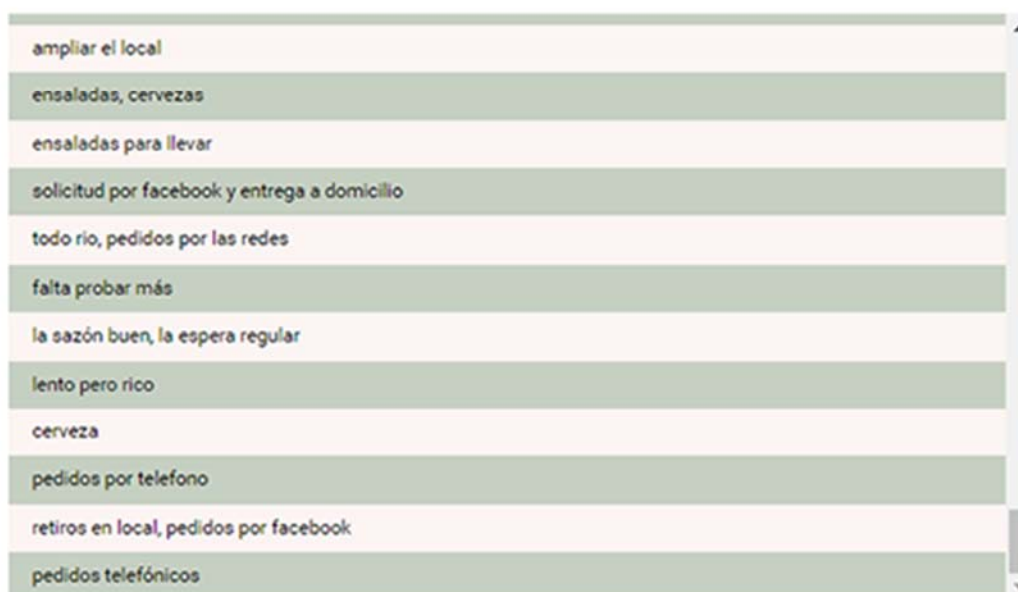 ampliar el local
ensaladas, cervezas
ensaladas para llevar
solicitud por facebook y entrega a domicilio
todo rio, pedidos por las redes
falta probar más
la sazón buen, la espera regular
lento pero rico
cerveza
pedidos por telefono
retiros en local, pedidos por facebook
pedidos telefónicos